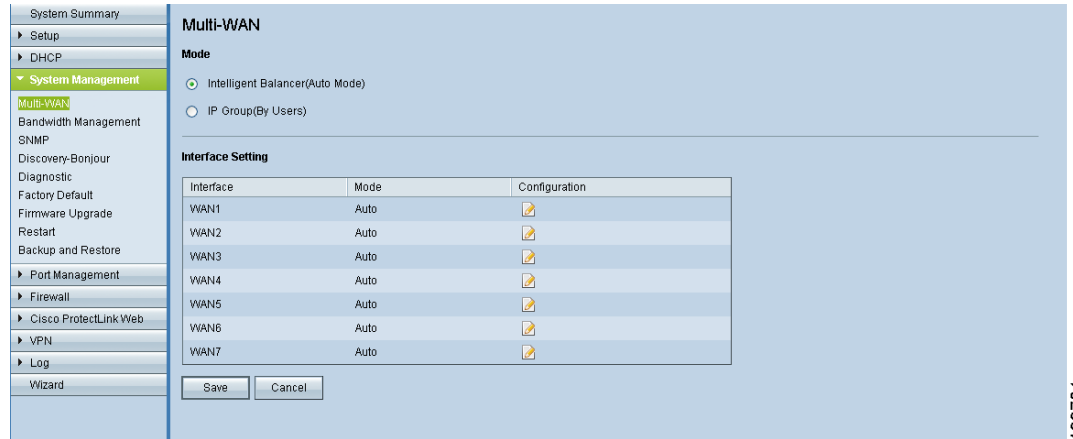 System Summary
Setup
DHCP
System Management
Multi-WAN
Bandwidth Management
SNMP
Discovery-Bonjour
Diagnostic
Factory Default
Firmware Upgrade
Restart
Backup and Restore
Port Management
Firewall
Cisco ProtectLink Web
VPN
Log
Wizard
Multi-WAN
Mode
Intelligent Balancer(Auto Mode)
IP Group(By Users)
Interface Setting
Interface Mode Configuration
WAN1 Auto
WAN2 Auto
WAN3 Auto
WAN4 Auto
WAN5 Auto
WAN6 Auto
WAN7 Auto
Save Cancel